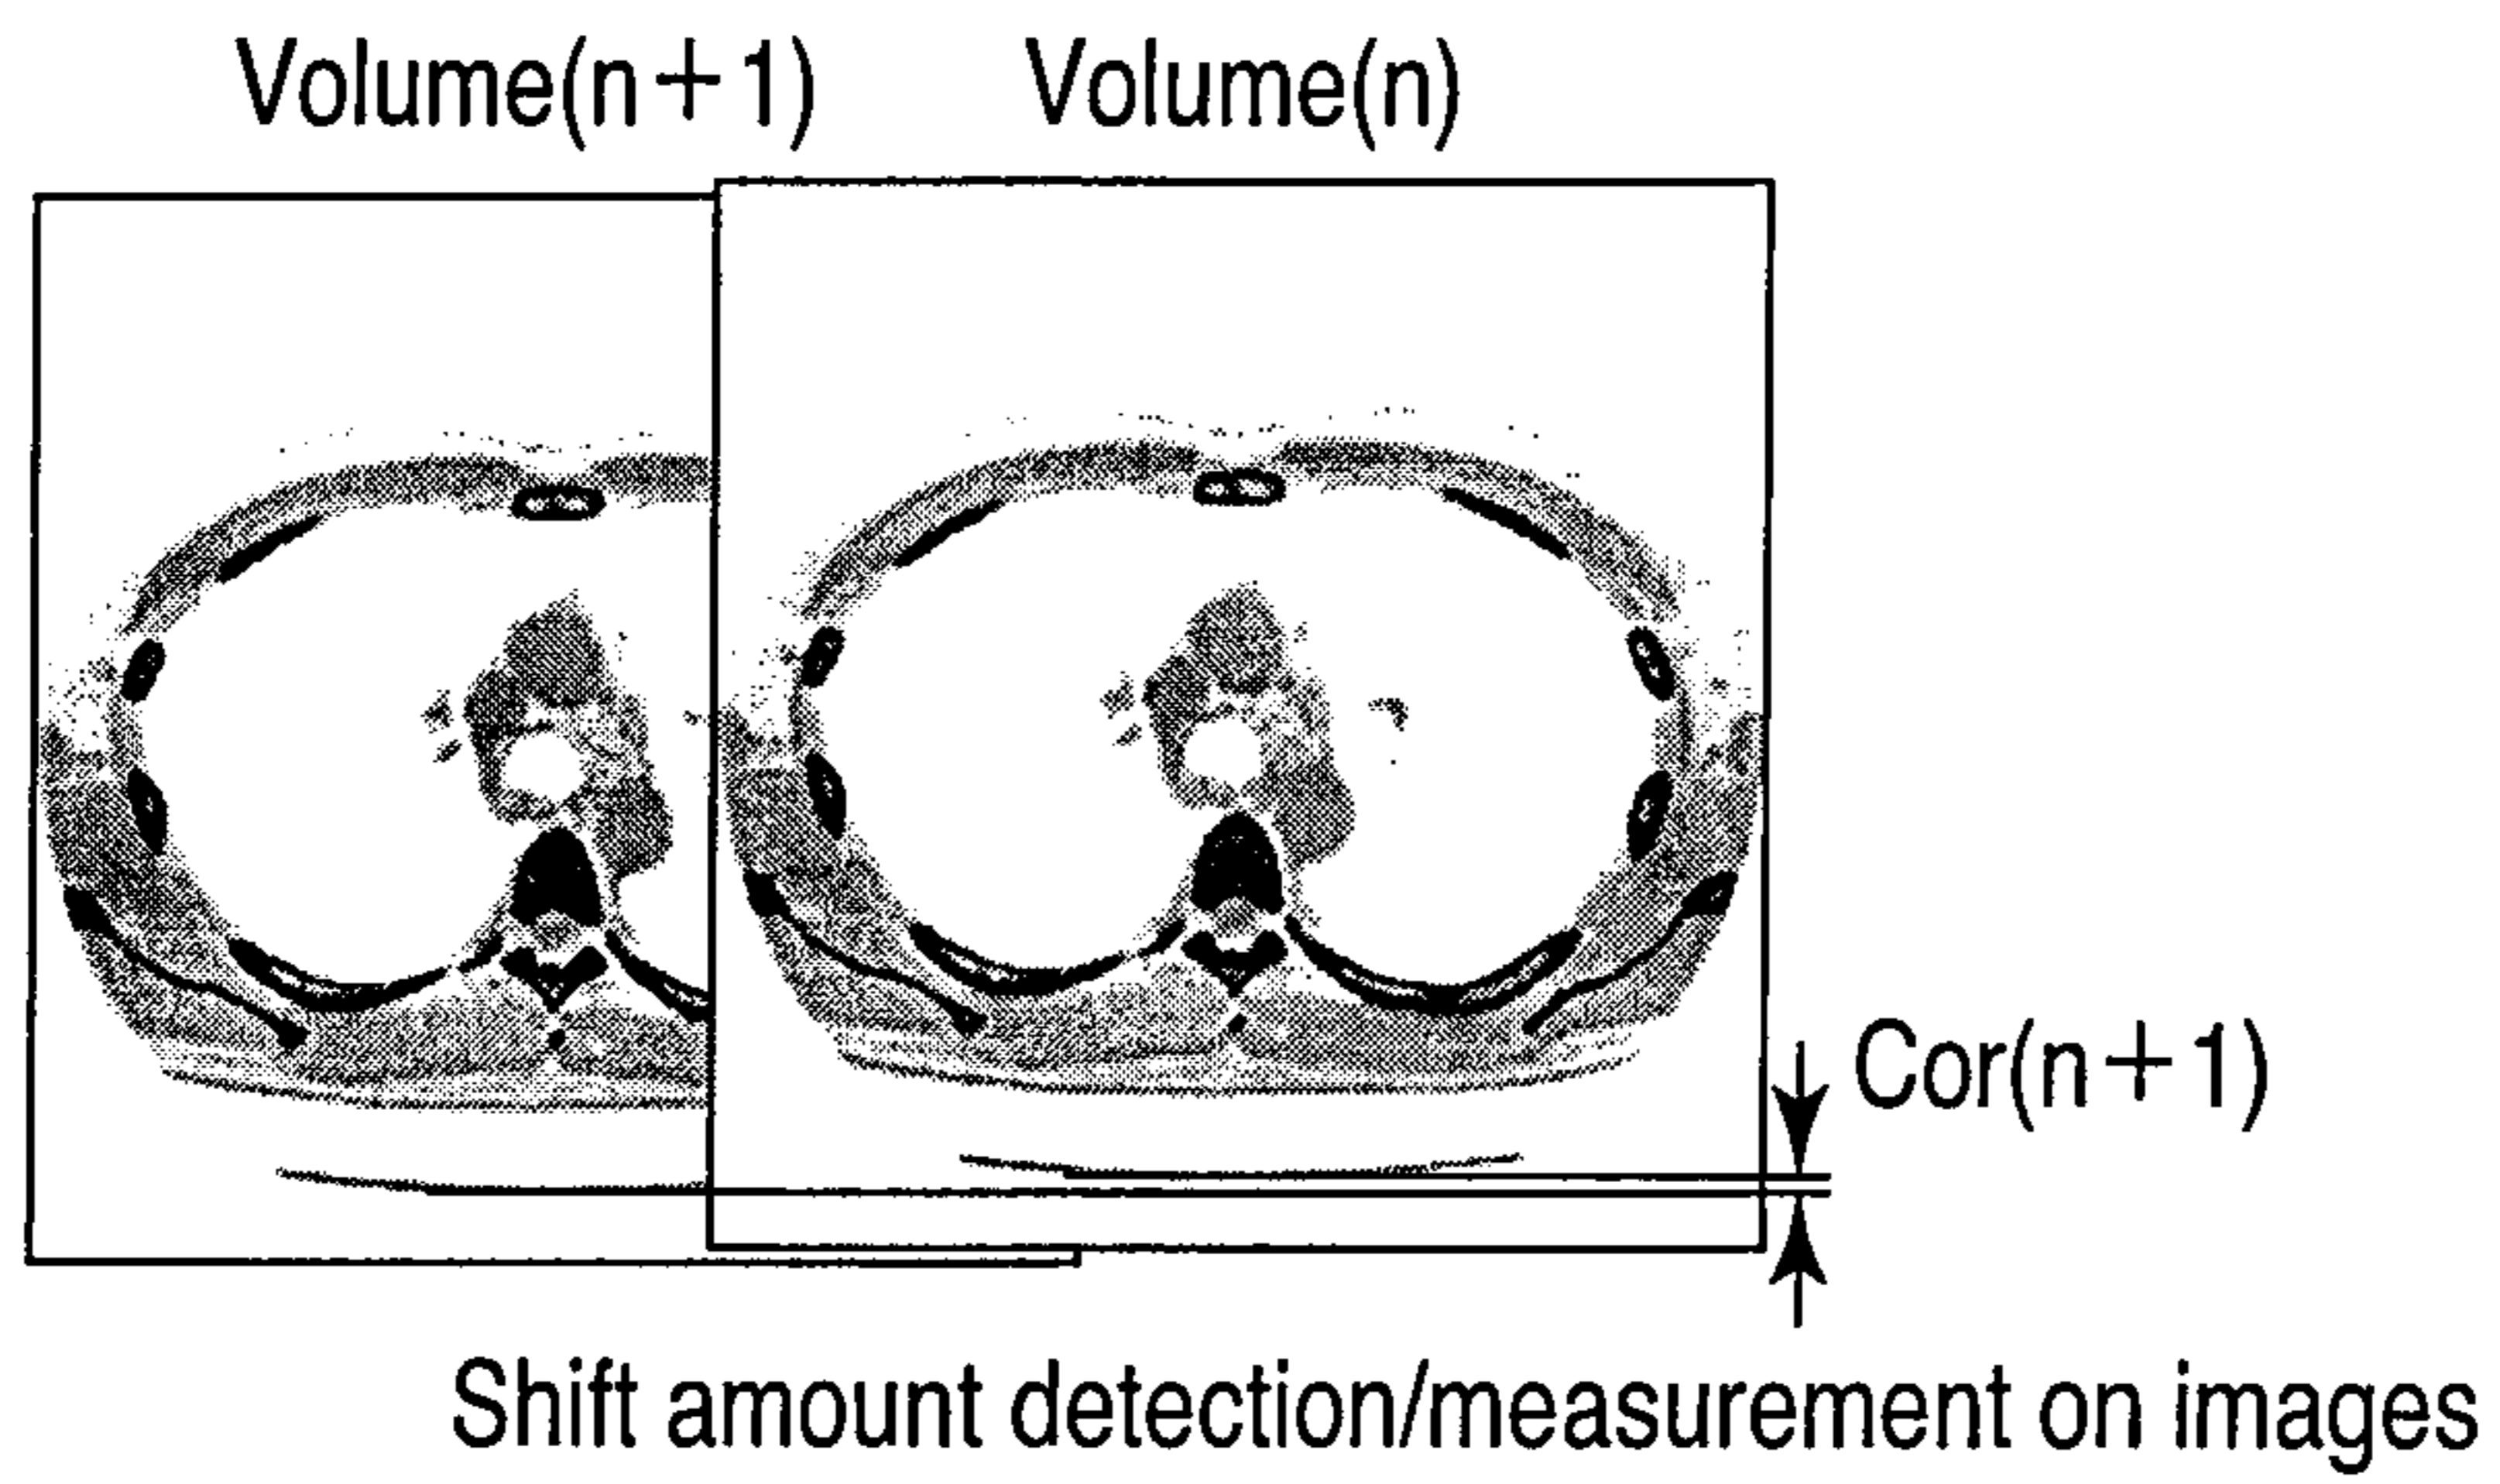 Volume(n+1)
Volume(n)
Cor(n+1)
Shift amount detection/measurement on images